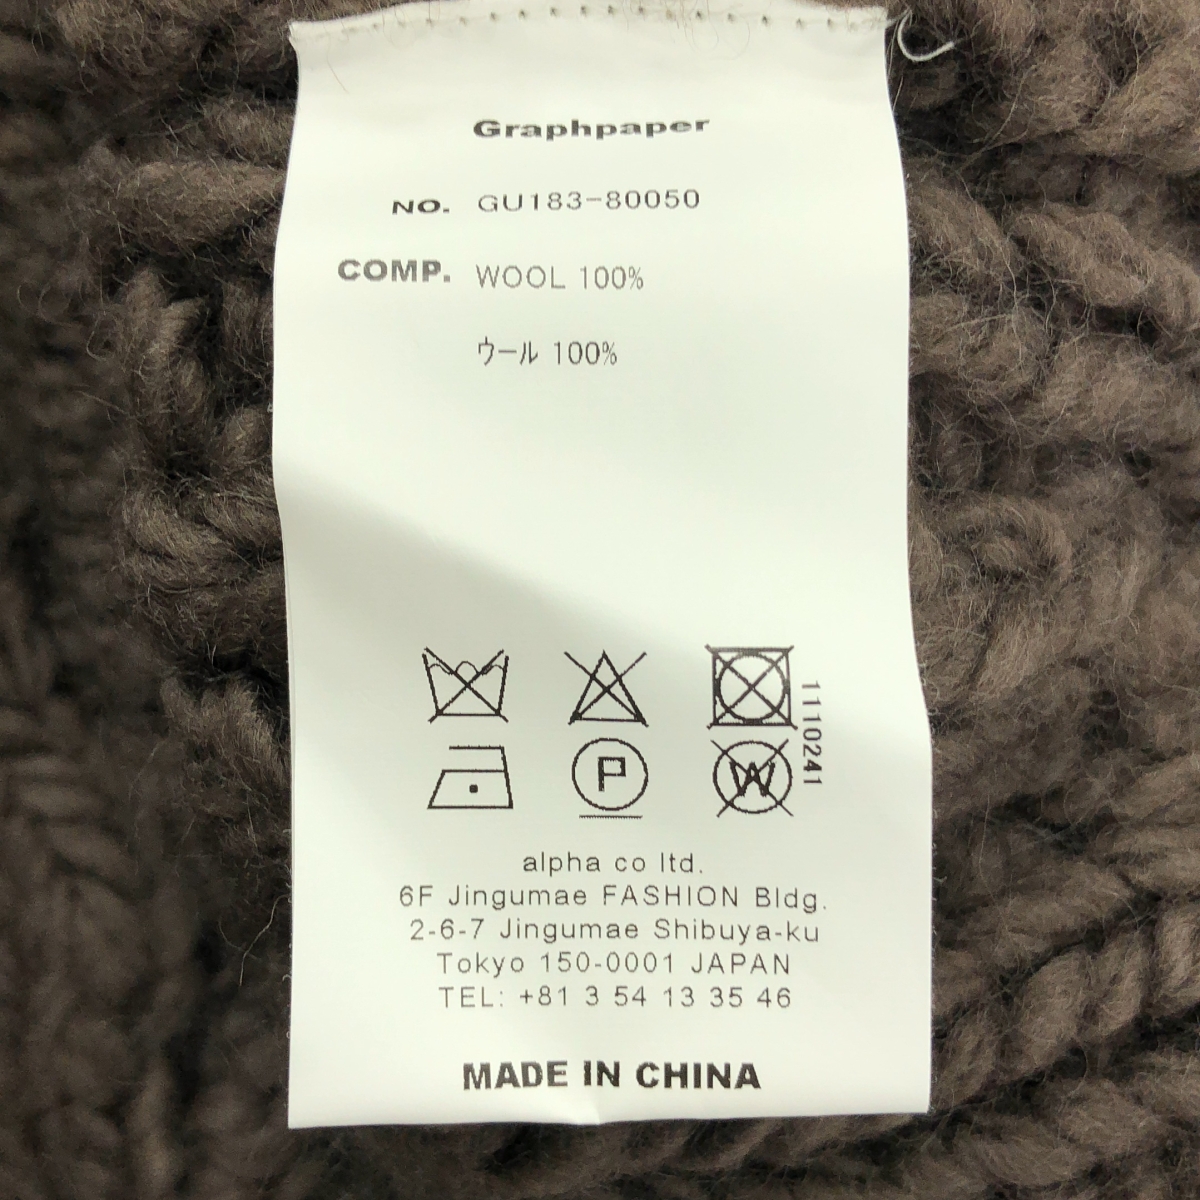 Graphpaper
NO. GU183-80050
COMP. WOOL 100%
ウール 100%
1110241
P
W
alpha co ltd.
6F Jingumae FASHION Bldg.
2-6-7 Jingumae Shibuya-ku
Tokyo 150-0001 JAPAN
TEL: +81 3 54 13 35 46
MADE IN CHINA